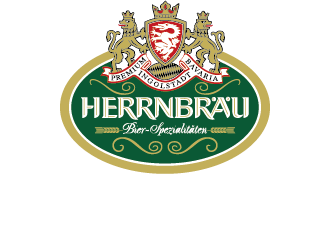 PREMIUM BAVARIA
INGOLSTADT
HERRNBRÄU
Bier-Spezialitäten